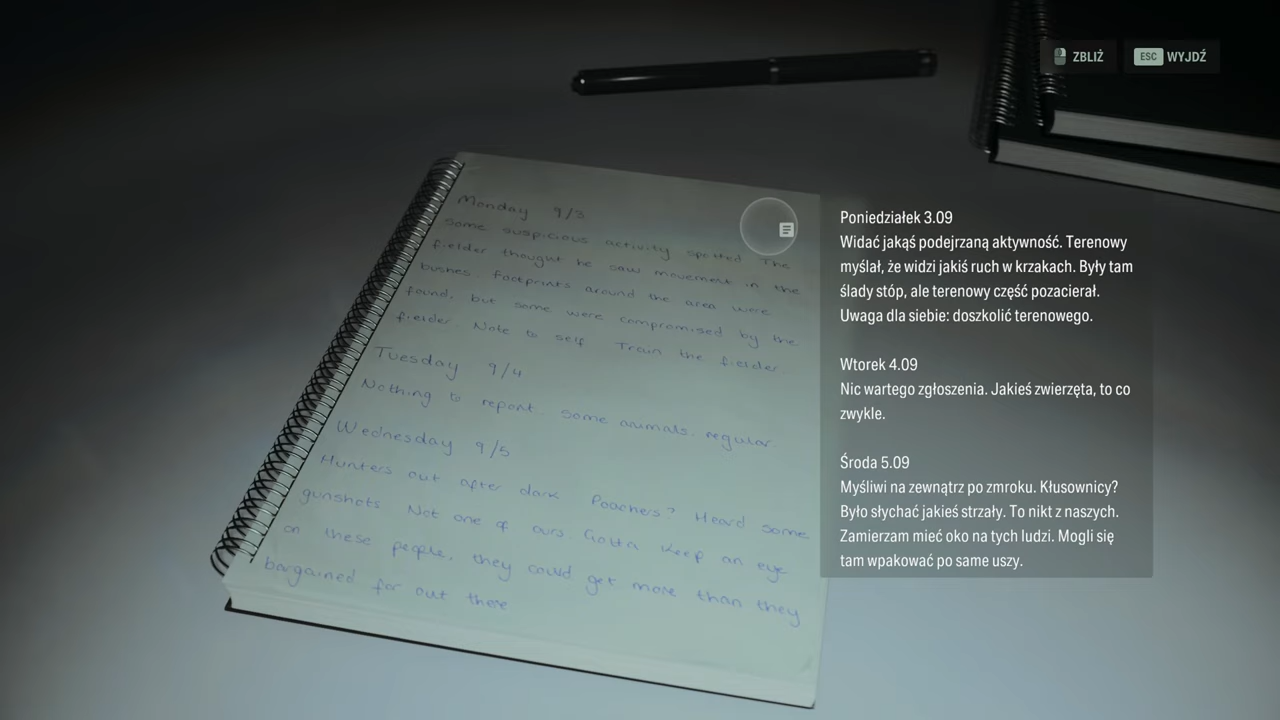 ZBLIŻ
ESC WYJDŹ
Monday 9/3
Some suspicious activity spotted. The
fielder thought he saw movement in the
bushes. Footprints around the area were
found, but some were compromised by the
fielder. Note to self. Train the fielder.
Tuesday 9/4
Nothing to report. some animals. regular
Wednesday 9/5
Hunters out after dark. Poachers? Heard some
gunshots. Not one of ours. Gotta keep an eye
on these people, they could get more than they
bargained for out there
Poniedziałek 3.09
Widać jakąś podejrzaną aktywność. Terenowy
myślał, że widzi jakiś ruch w krzakach. Były tam
ślady stóp, ale terenowy część pozacierał.
Uwaga dla siebie: doszkolić terenowego.
Wtorek 4.09
Nic wartego zgłoszenia. Jakieś zwierzęta, to co
zwykle.
Środa 5.09
Myśliwi na zewnątrz po zmroku. Kłusownicy?
Było słychać jakieś strzały. To nikt z naszych.
Zamierzam mieć oko na tych ludzi. Mogli się
tam wpakować po same uszy.